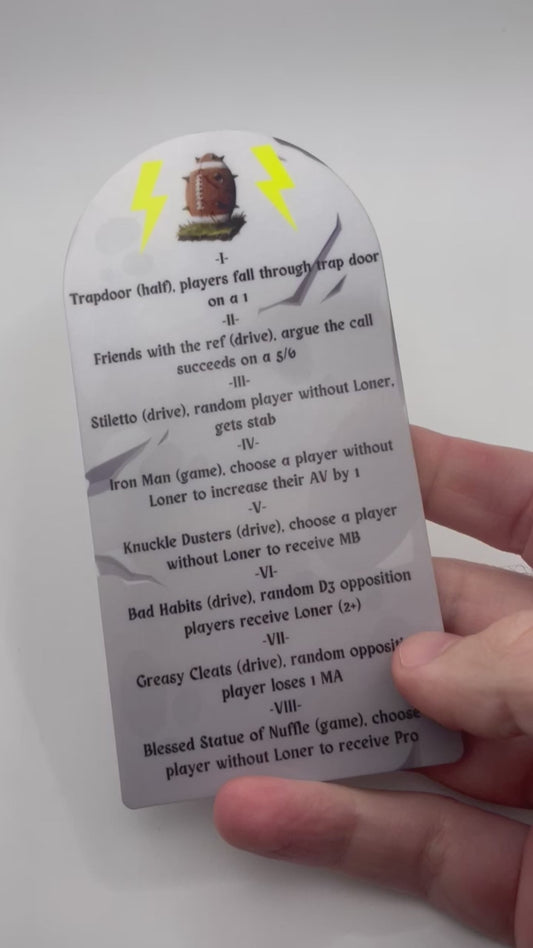 -I-
Trapdoor (half), players fall through trap door
on a 1
-II-
Friends with the ref (drive), argue the call
succeeds on a 5/6
-III-
Stiletto (drive), random player without Loner,
gets stab
-IV-
Iron Man (game), choose a player without
Loner to increase their AV by 1
-V-
Knuckle Dusters (drive), choose a player
without Loner to receive MB
-VI-
Bad Habits (drive), random D3 opposition
players receive Loner (2+)
-VII-
Greasy Cleats (drive), random opposit
player loses 1 MA
-VIII-
Blessed Statue of Nuffle (game), choose
player without Loner to receive Pro